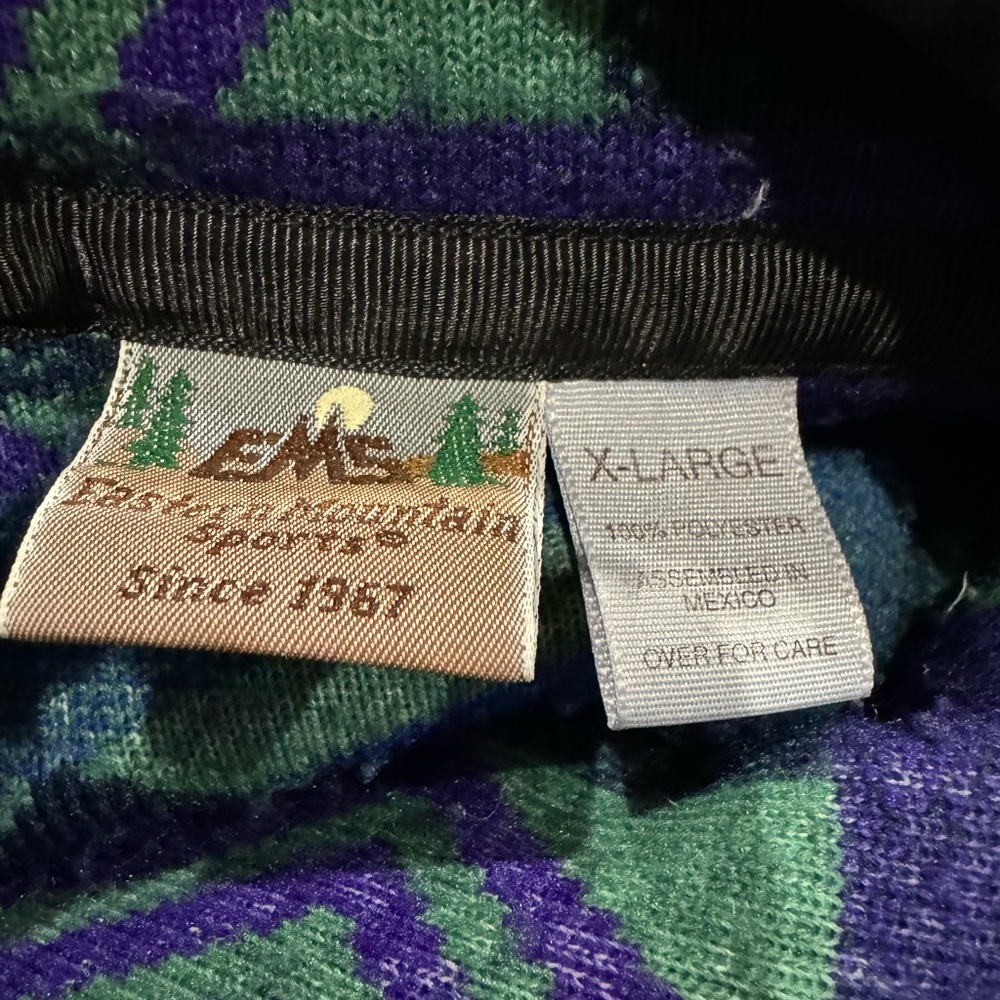 EMS
Eastern Mountain
Sports®
Since 1967
X-LARGE
100% POLYESTER
ASSEMBLED IN
MEXICO
OVER FOR CARE